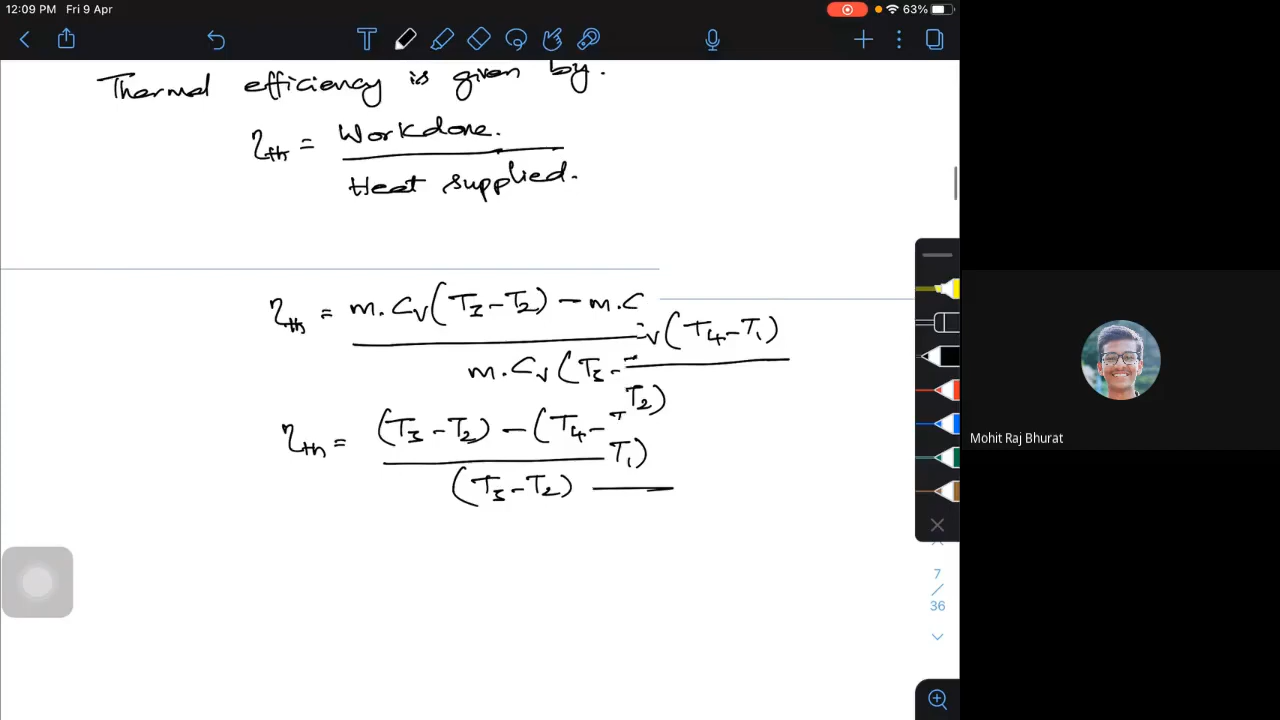 12:09 PM Fri 9 Apr 63%
Thermal efficiency is given by.
ηth = Workdone.
Heat supplied.
ηth = m.Cv(T3-T2) - m.Cv(T4-T1)
m.Cv(T3-T2)
ηth = (T3-T2) - (T4-T1)
(T3-T2)
Mohit Raj Bhurat
7
/
36